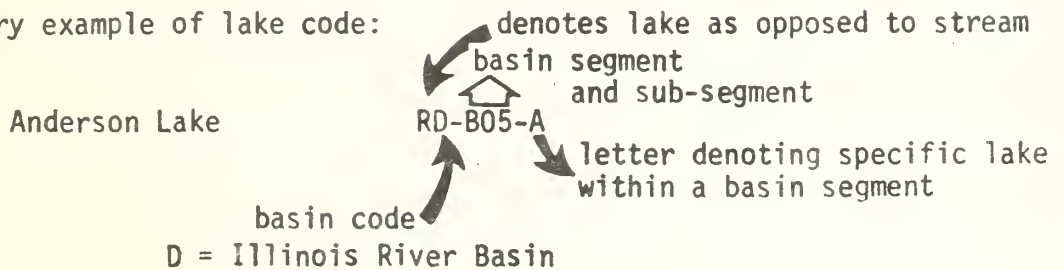 ry example of lake code: denotes lake as opposed to stream
basin segment
and sub-segment
Anderson Lake RD-B05-A
letter denoting specific lake
within a basin segment
basin code
D = Illinois River Basin